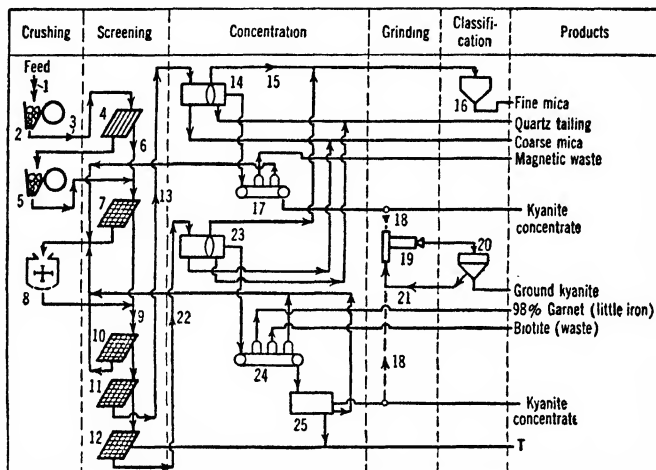 Crushing
Screening
Concentration
Grinding
Classifi-
cation
Products
Feed
1
2
3
4
5
6
7
8
9
10
11
12
13
14
15
16
17
18
19
20
21
22
23
24
25
18
Fine mica
Quartz tailing
Coarse mica
Magnetic waste
Kyanite
concentrate
Ground kyanite
98% Garnet (little iron)
Biotite (waste)
Kyanite
concentrate
T